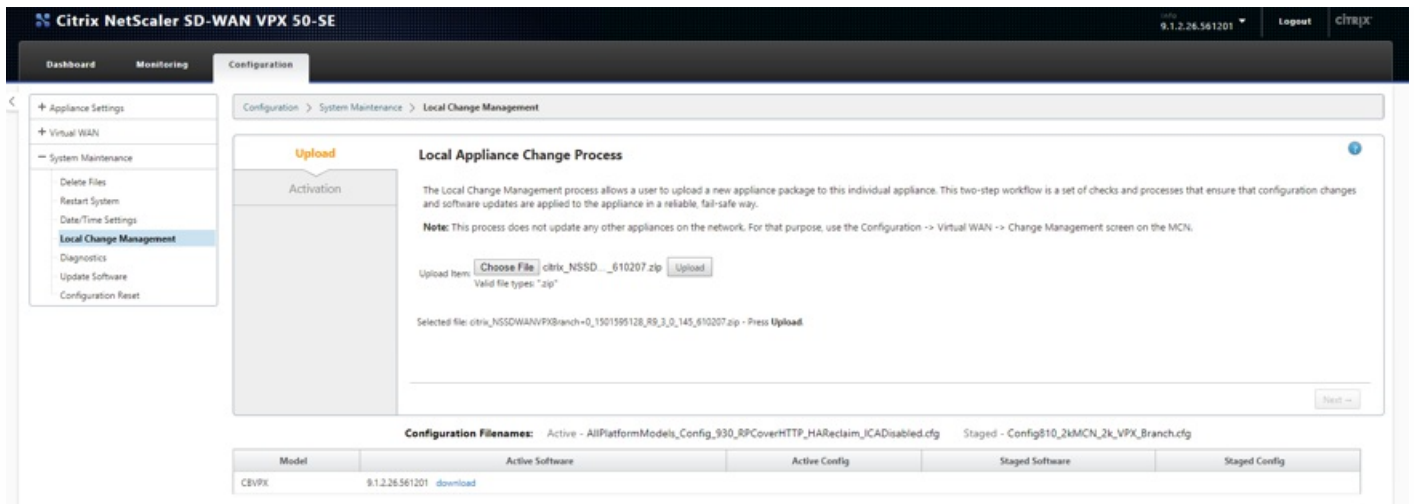 Citrix NetScaler SD-WAN VPX 50-SE
Info
9.1.2.26.561201
Logout
CİTRIX
Dashboard Monitoring Configuration
+ Appliance Settings
+ Virtual WAN
− System Maintenance
Delete Files
Restart System
Date/Time Settings
Local Change Management
Diagnostics
Update Software
Configuration Reset
Configuration > System Maintenance > Local Change Management
Upload
Activation
Local Appliance Change Process
The Local Change Management process allows a user to upload a new appliance package to this individual appliance. This two-step workflow is a set of checks and processes that ensure that configuration changes
and software updates are applied to the appliance in a reliable, fail-safe way.
Note: This process does not update any other appliances on the network. For that purpose, use the Configuration -> Virtual WAN -> Change Management screen on the MCN.
Upload Item: Choose File citrix_NSSD..._610207.zip Upload
Valid file types: ".zip"
Selected file: citrix_NSSDWANVPXBranch=0_1501595128_R9_3_0_145_610207.zip - Press Upload.
Next →
Configuration Filenames: Active - AllPlatformModels_Config_930_RPCoverHTTP_HAReclaim_ICADisabled.cfg Staged - Config810_2kMCN_2k_VPX_Branch.cfg
Model Active Software Active Config Staged Software Staged Config
CBVPX 9.1.2.26.561201 download